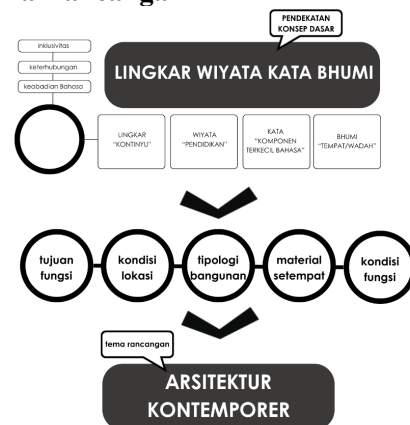 PENDEKATAN
KONSEP DASAR
inklusivitas
keterhubungan
keabadian Bahasa
LINGKAR WIYATA KATA BHUMI
LINGKAR
“KONTINYU”
WIYATA
“PENDIDIKAN”
KATA
“KOMPONEN
TERKECIL BAHASA”
BHUMI
“TEMPAT/WADAH”
tujuan
fungsi
kondisi
lokasi
tipologi
bangunan
material
setempat
kondisi
fungsi
tema rancangan
ARSITEKTUR
KONTEMPORER